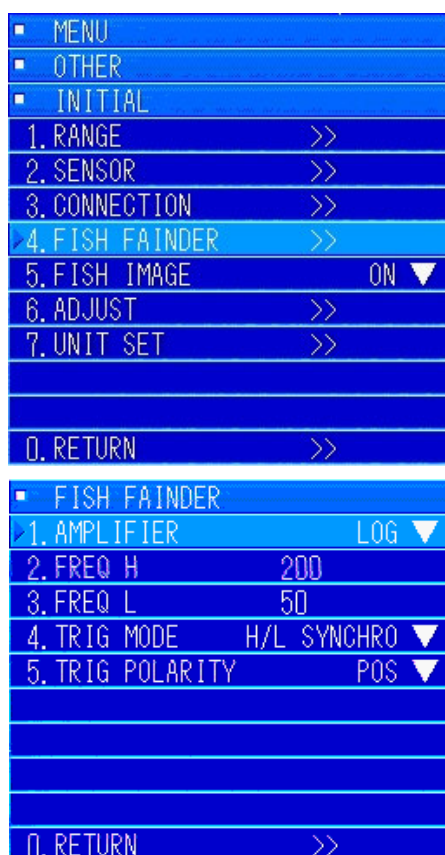 MENU
OTHER
INITIAL
1. RANGE >>
2. SENSOR >>
3. CONNECTION >>
4. FISH FAINDER >>
5. FISH IMAGE ON ▼
6. ADJUST >>
7. UNIT SET >>
0. RETURN >>
FISH FAINDER
1. AMPLIFIER LOG ▼
2. FREQ H 200
3. FREQ L 50
4. TRIG MODE H/L SYNCHRO ▼
5. TRIG POLARITY POS ▼
0. RETURN >>